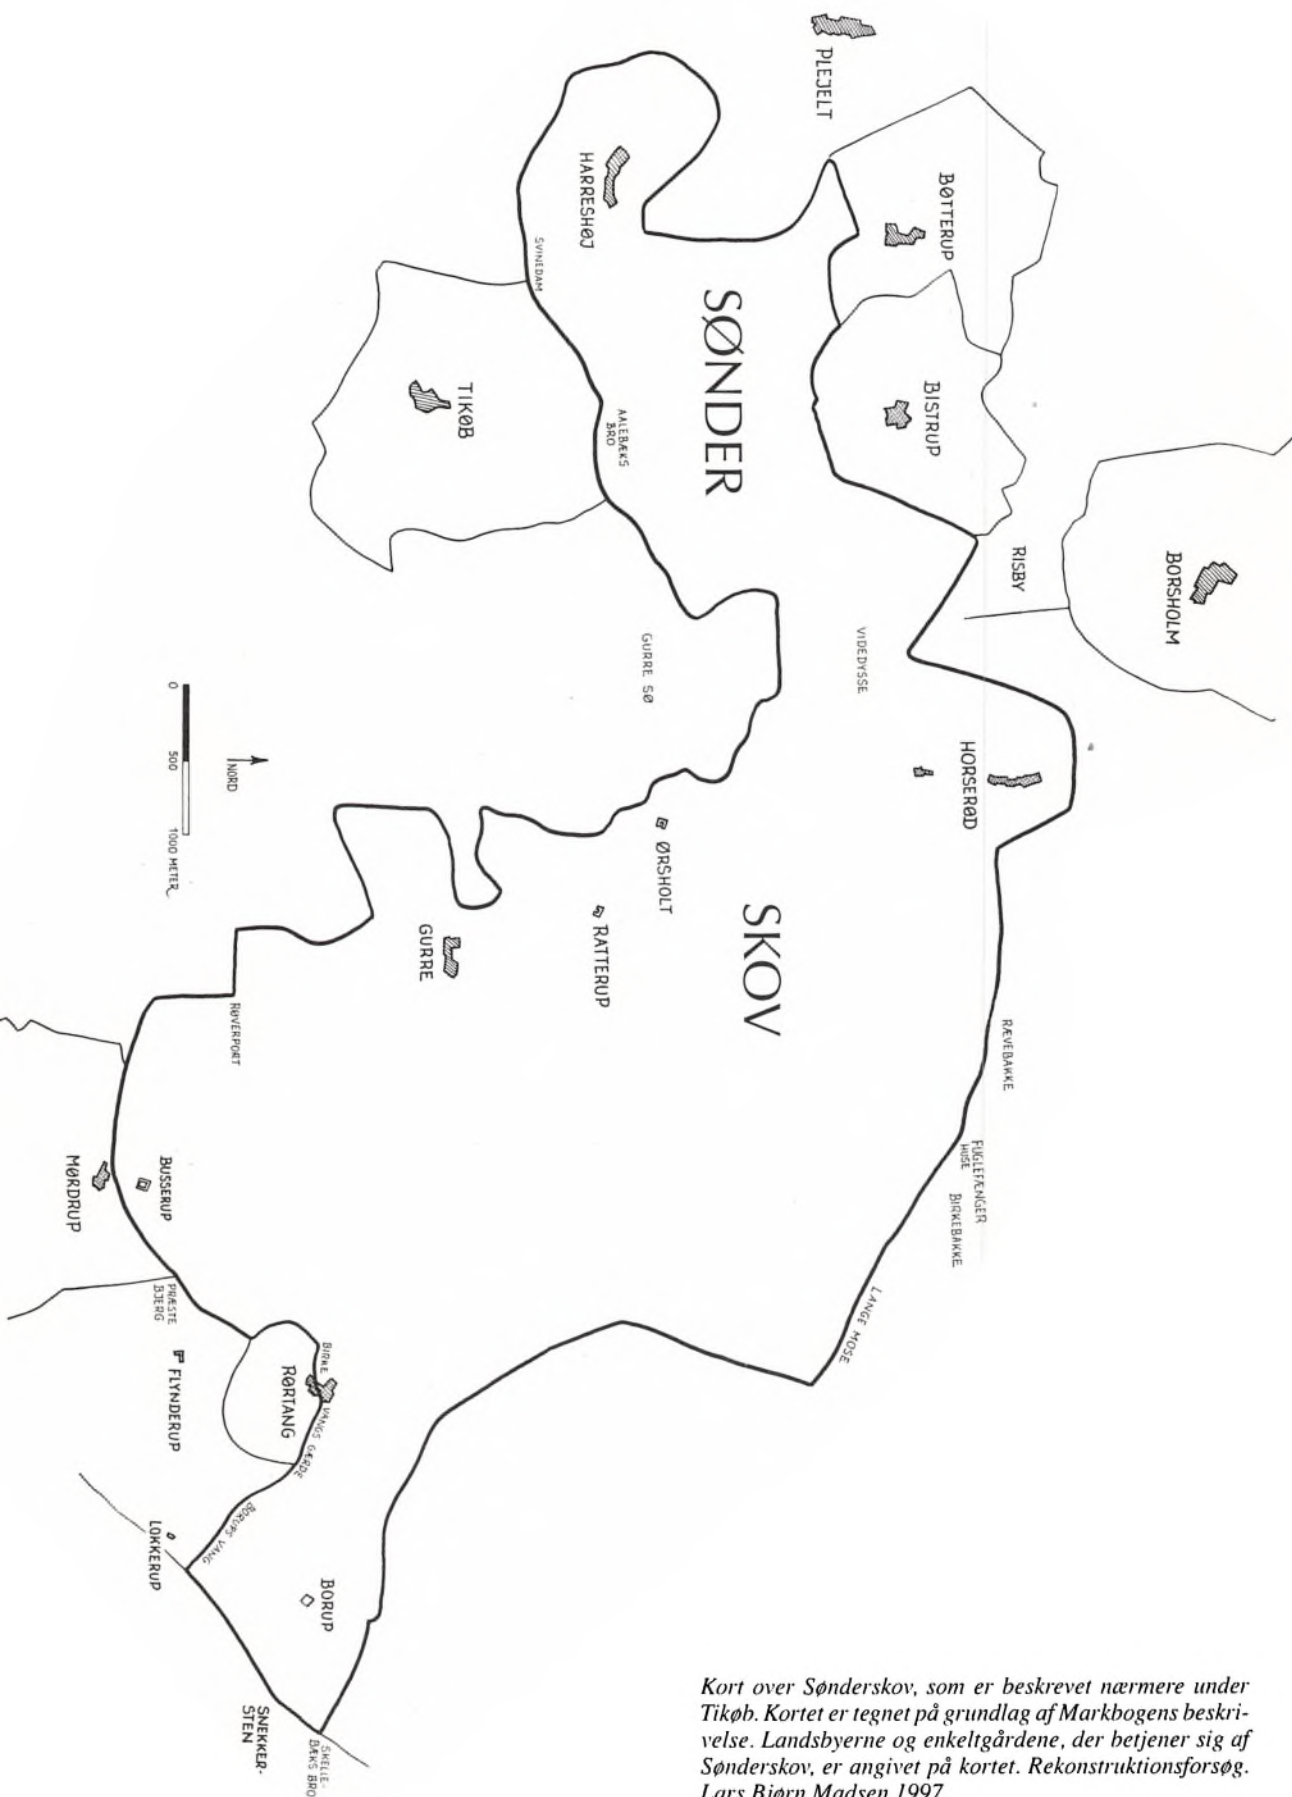 PLEJELT
BØTTERUP
HARRESHØJ
SVINEDAM
SØNDER
BISTRUP
TIKØB
AALEBÆKS
BRO
RISBY
BORSHOLM
GURRE SØ
VIDEDYSSE
HORSERØD
0
500
1000 METER
NORD
ØRSHOLT
RATTERUP
GURRE
SKOV
RØVERPORT
RÆVEBAKKE
FUGLEFÆNGER
HUSE
BIRKEBAKKE
MØRDRUP
BUSSERUP
PRÆSTE
BJERG
LANGE MOSE
FLYNDERUP
BIRKE
VANGS GÆRDE
RØRTANG
BORUPS VANG
LOKKERUP
BORUP
SNEKKER-
STEN
SKELLE-
BÆKS BRO
Kort over Sønderskov, som er beskrevet nærmere under
Tikøb. Kortet er tegnet på grundlag af Markbogens beskri-
velse. Landsbyerne og enkeltgårdene, der betjener sig af
Sønderskov, er angivet på kortet. Rekonstruktionsforsøg.
Lars Bjørn Madsen 1997